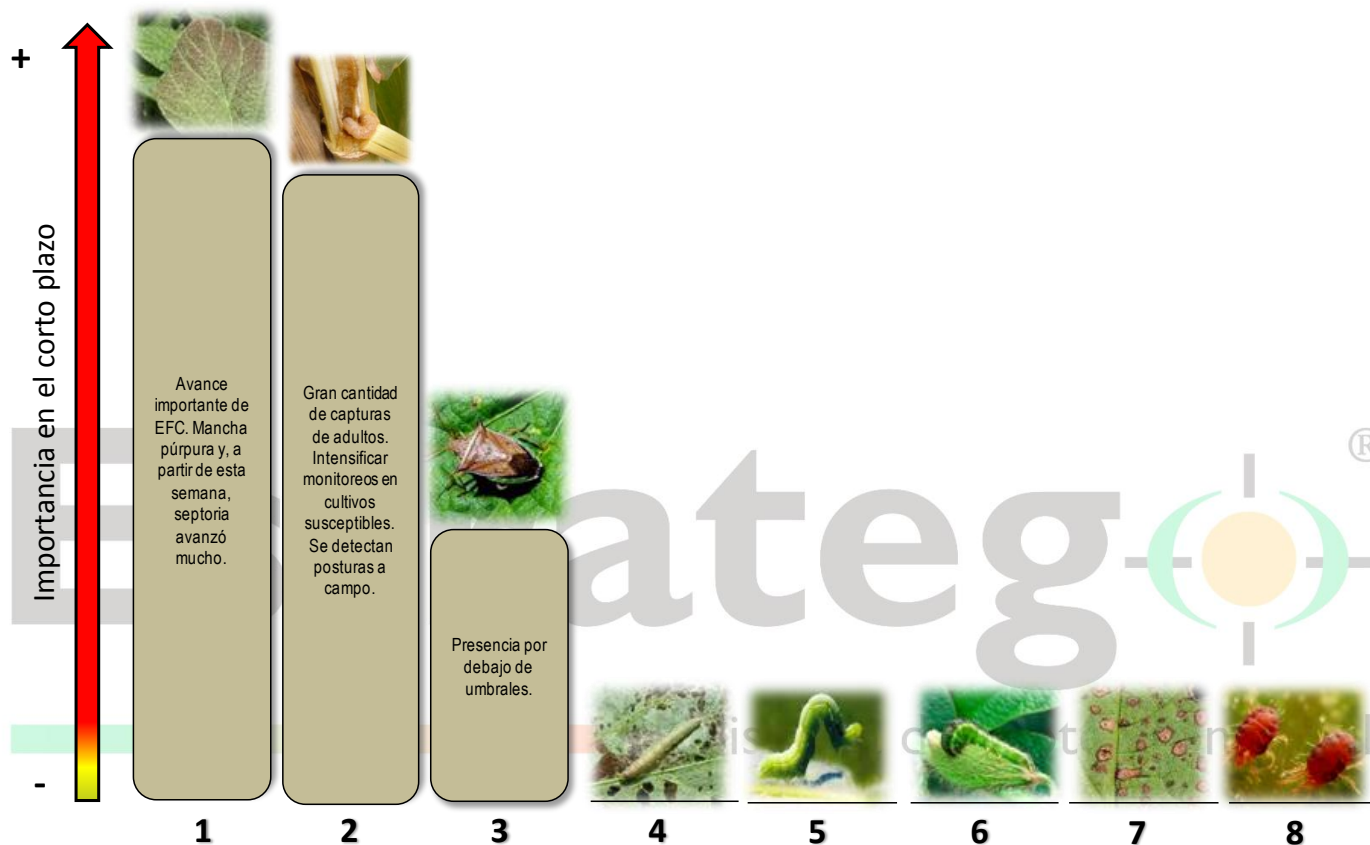 +
Importancia en el corto plazo
-
Avance
importante de
EFC. Mancha
púrpura y, a
partir de esta
semana,
septoria
avanzó
mucho.
Gran cantidad
de capturas
de adultos.
Intensificar
monitoreos en
cultivos
susceptibles.
Se detectan
posturas a
campo.
Presencia por
debajo de
umbrales.
ateg
®
1
2
3
4
5
6
7
8